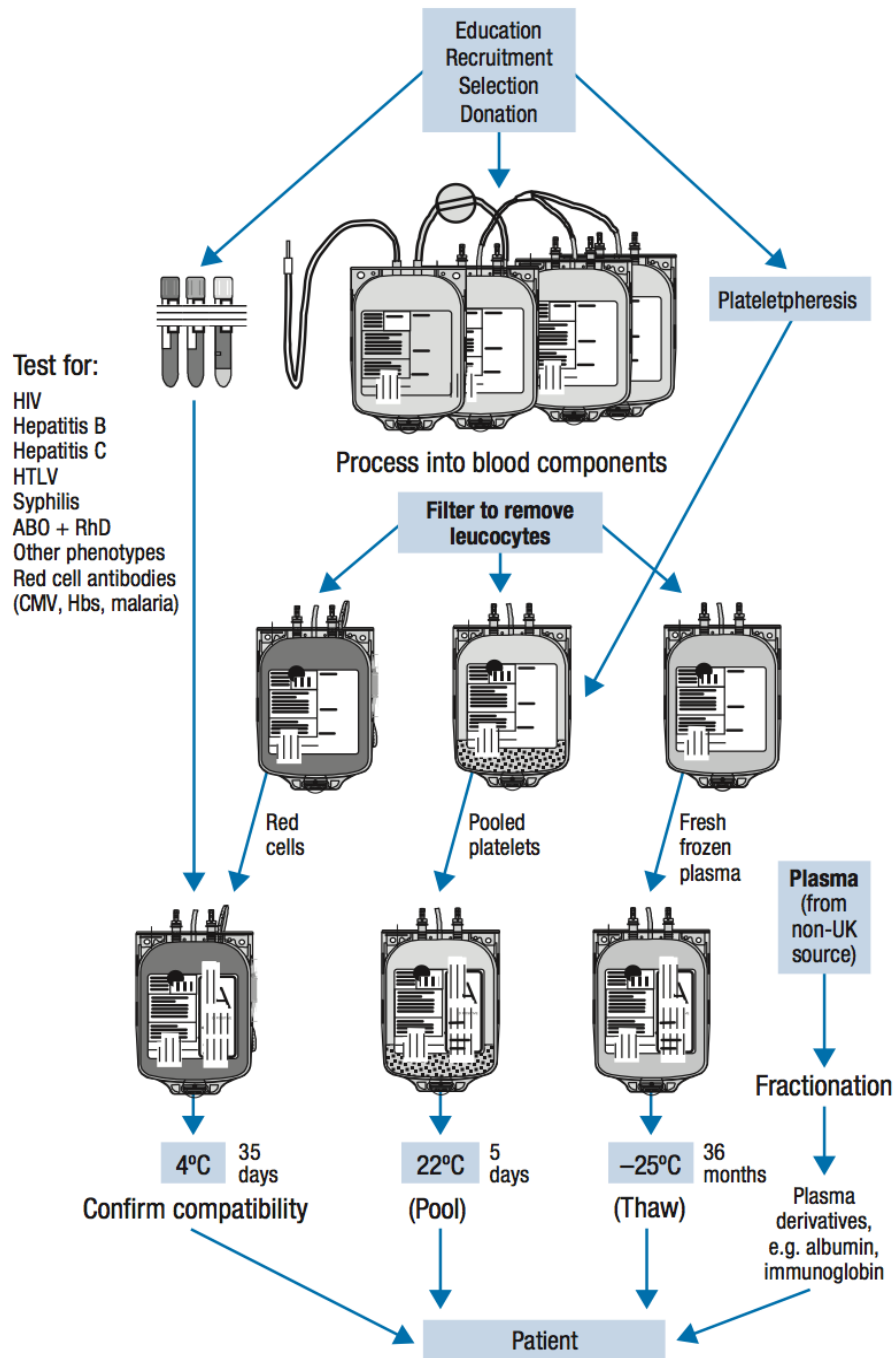 Education
Recruitment
Selection
Donation
Plateletpheresis
Test for:
HIV
Hepatitis B
Hepatitis C
HTLV
Syphilis
ABO + RhD
Other phenotypes
Red cell antibodies
(CMV, Hbs, malaria)
Process into blood components
Filter to remove
leucocytes
Red
cells
Pooled
platelets
Fresh
frozen
plasma
Plasma
(from
non-UK
source)
A
A
A
Fractionation
4ºC
35
days
22ºC
5
days
–25ºC
36
months
Confirm compatibility
(Pool)
(Thaw)
Plasma
derivatives,
e.g. albumin,
immunoglobin
Patient